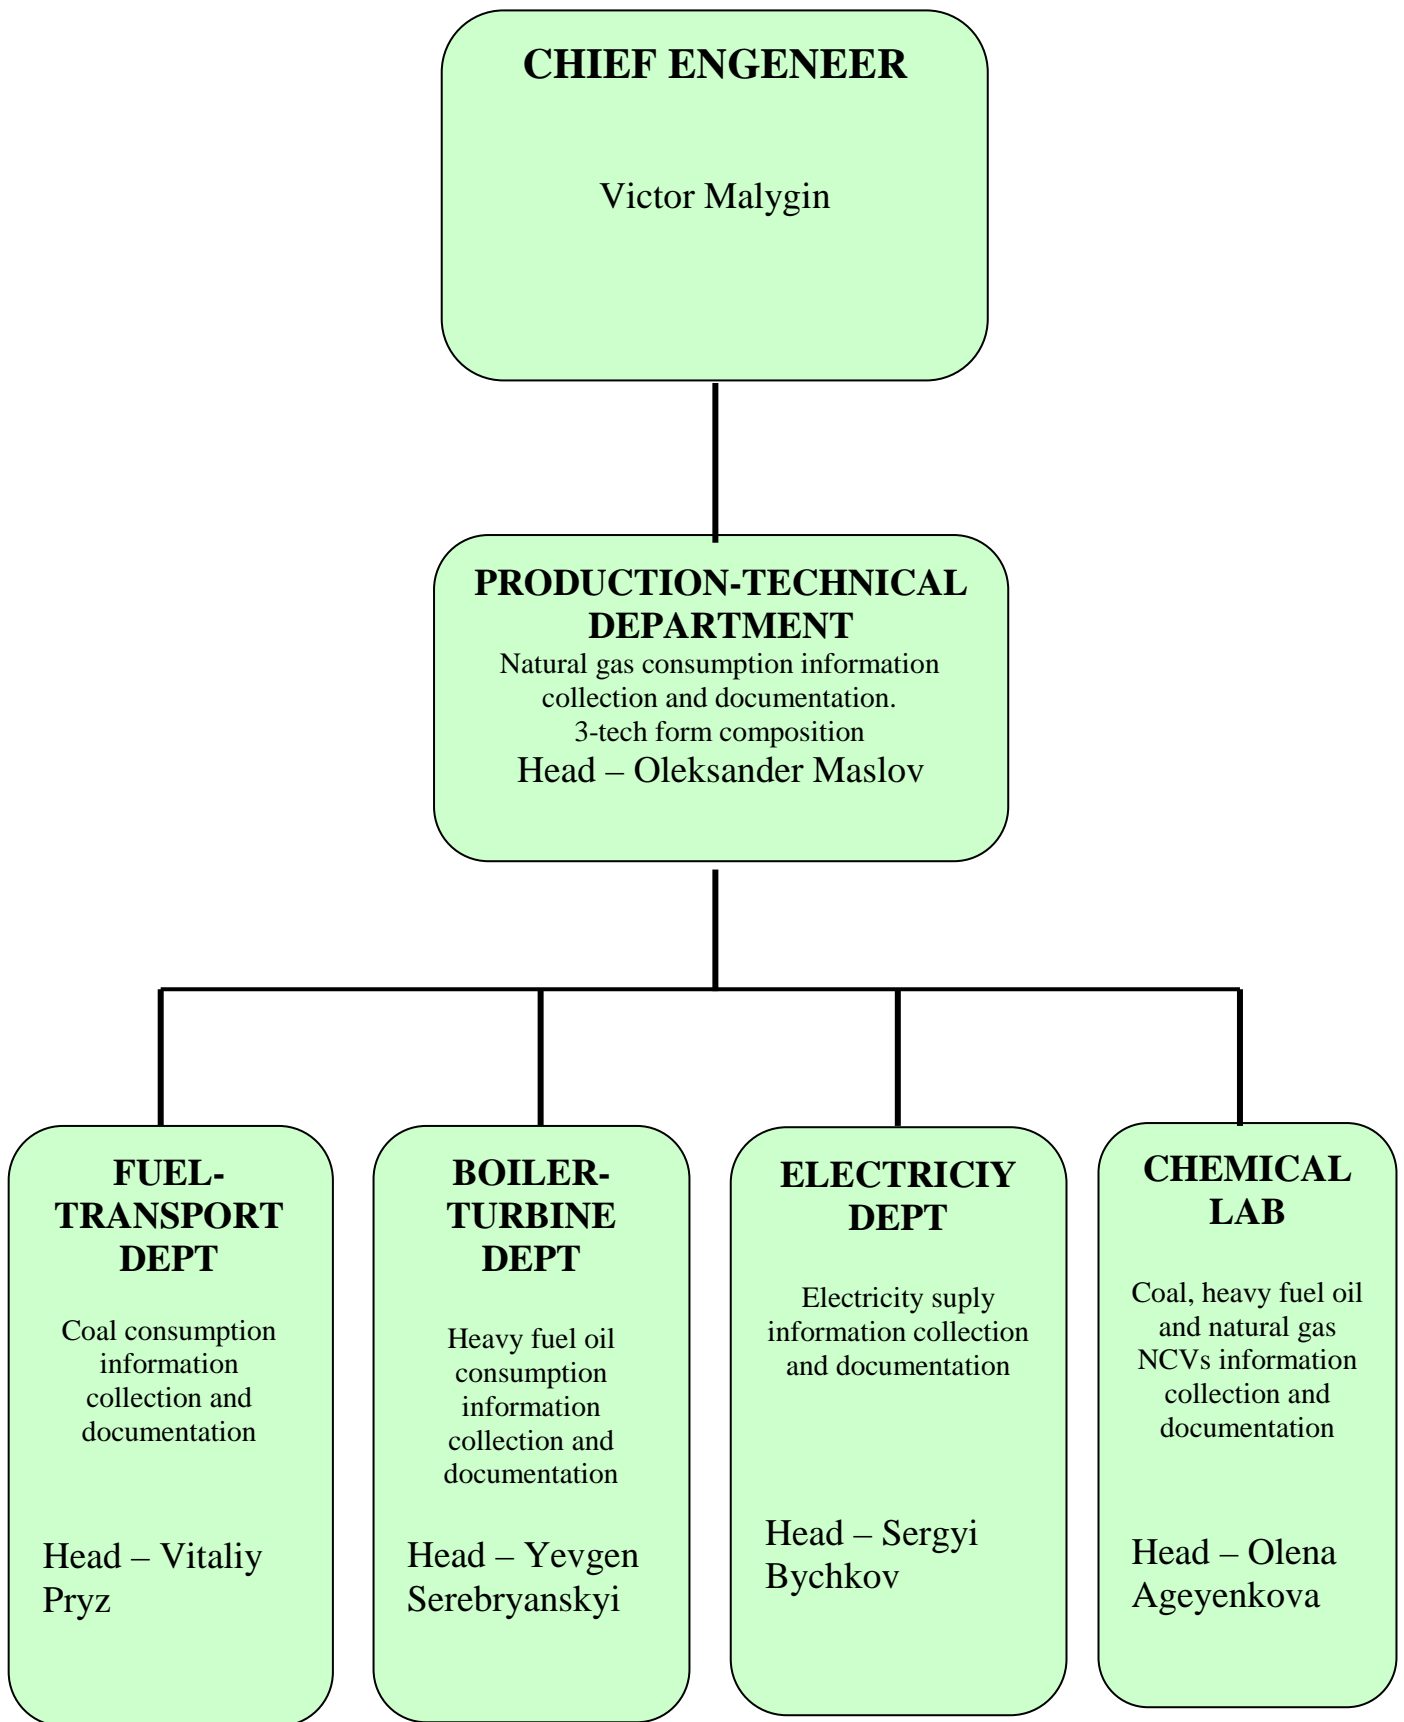 CHIEF ENGENEER
Victor Malygin
PRODUCTION-TECHNICAL
DEPARTMENT
Natural gas consumption information
collection and documentation.
3-tech form composition
Head – Oleksander Maslov
FUEL-
TRANSPORT
DEPT
Coal consumption
information
collection and
documentation
Head – Vitaliy
Pryz
BOILER-
TURBINE
DEPT
Heavy fuel oil
consumption
information
collection and
documentation
Head – Yevgen
Serebryanskyi
ELECTRICIY
DEPT
Electricity suply
information collection
and documentation
Head – Sergyi
Bychkov
CHEMICAL
LAB
Coal, heavy fuel oil
and natural gas
NCVs information
collection and
documentation
Head – Olena
Ageyenkova